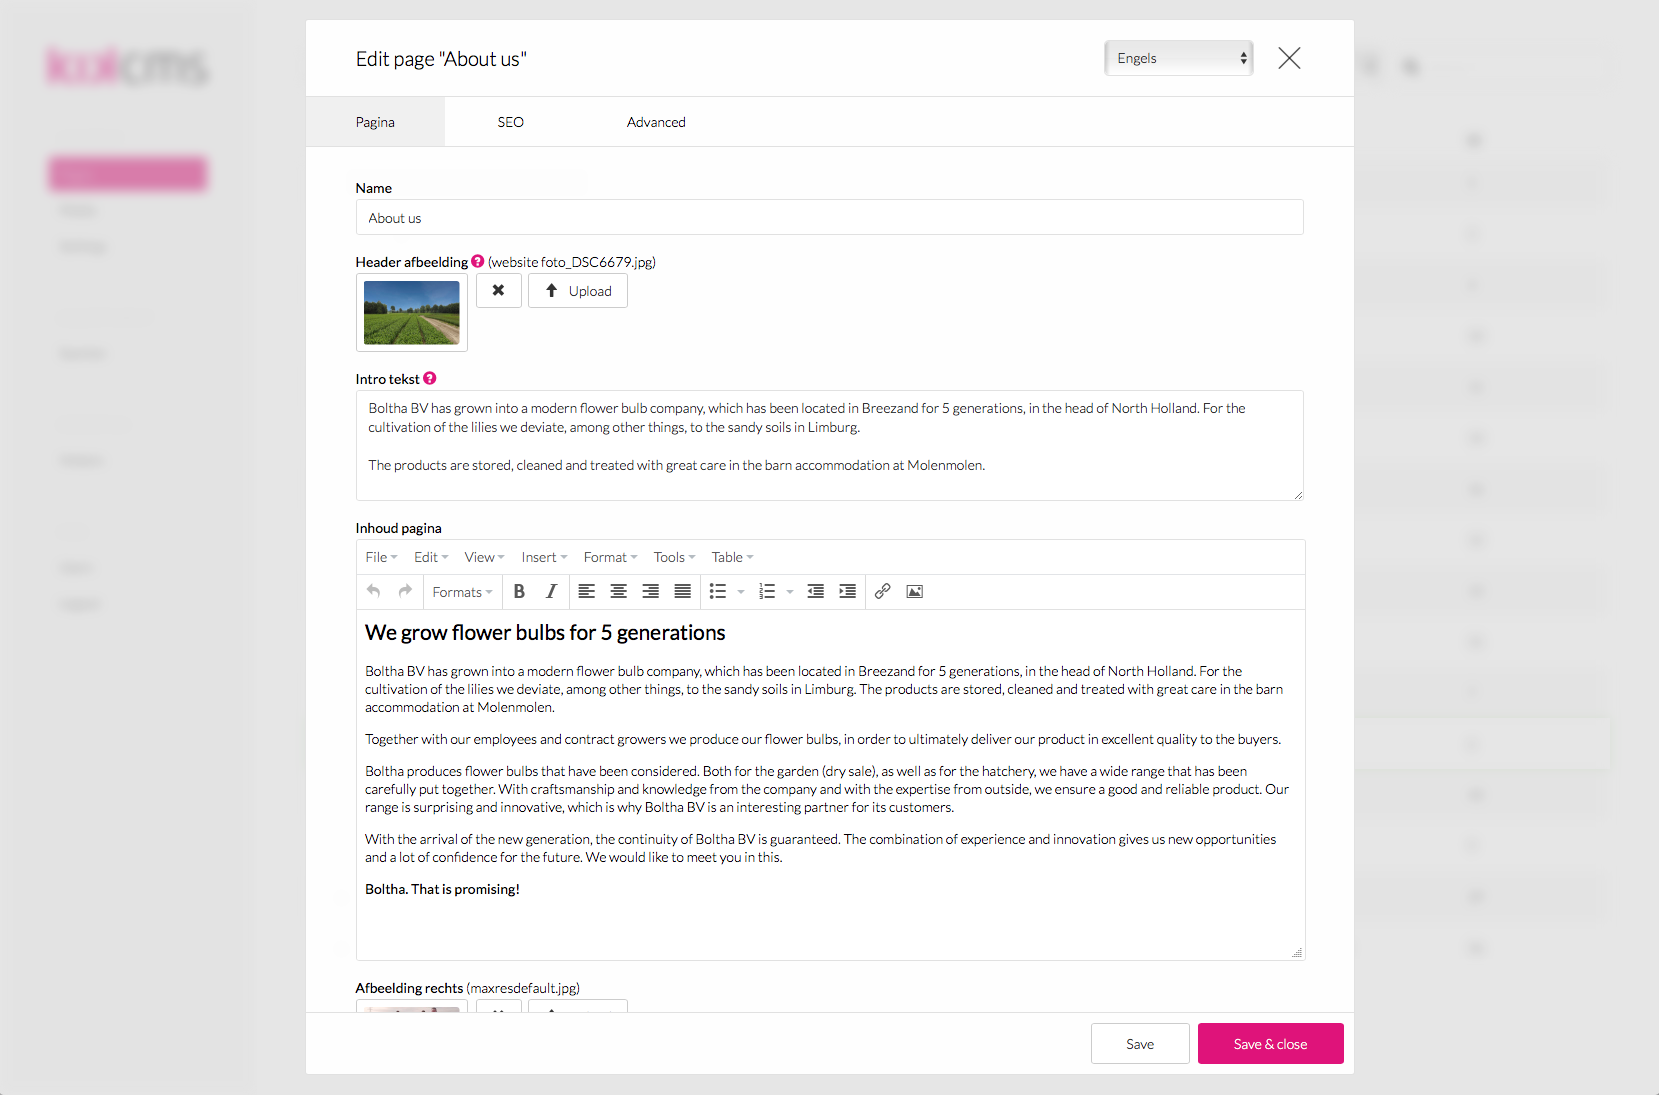 Edit page "About us"
Engels
Pagina
SEO
Advanced
Name
About us
Header afbeelding ? (website foto_DSC6679.jpg)
Upload
Intro tekst ?
Boltha BV has grown into a modern flower bulb company, which has been located in Breezand for 5 generations, in the head of North Holland. For the
cultivation of the lilies we deviate, among other things, to the sandy soils in Limburg.
The products are stored, cleaned and treated with great care in the barn accommodation at Molenmolen.
Inhoud pagina
File Edit View Insert Format Tools Table
Formats B I
We grow flower bulbs for 5 generations
Boltha BV has grown into a modern flower bulb company, which has been located in Breezand for 5 generations, in the head of North Holland. For the
cultivation of the lilies we deviate, among other things, to the sandy soils in Limburg. The products are stored, cleaned and treated with great care in the barn
accommodation at Molenmolen.
Together with our employees and contract growers we produce our flower bulbs, in order to ultimately deliver our product in excellent quality to the buyers.
Boltha produces flower bulbs that have been considered. Both for the garden (dry sale), as well as for the hatchery, we have a wide range that has been
carefully put together. With craftsmanship and knowledge from the company and with the expertise from outside, we ensure a good and reliable product. Our
range is surprising and innovative, which is why Boltha BV is an interesting partner for its customers.
With the arrival of the new generation, the continuity of Boltha BV is guaranteed. The combination of experience and innovation gives us new opportunities
and a lot of confidence for the future. We would like to meet you in this.
Boltha. That is promising!
Afbeelding rechts (maxresdefault.jpg)
Save
Save & close